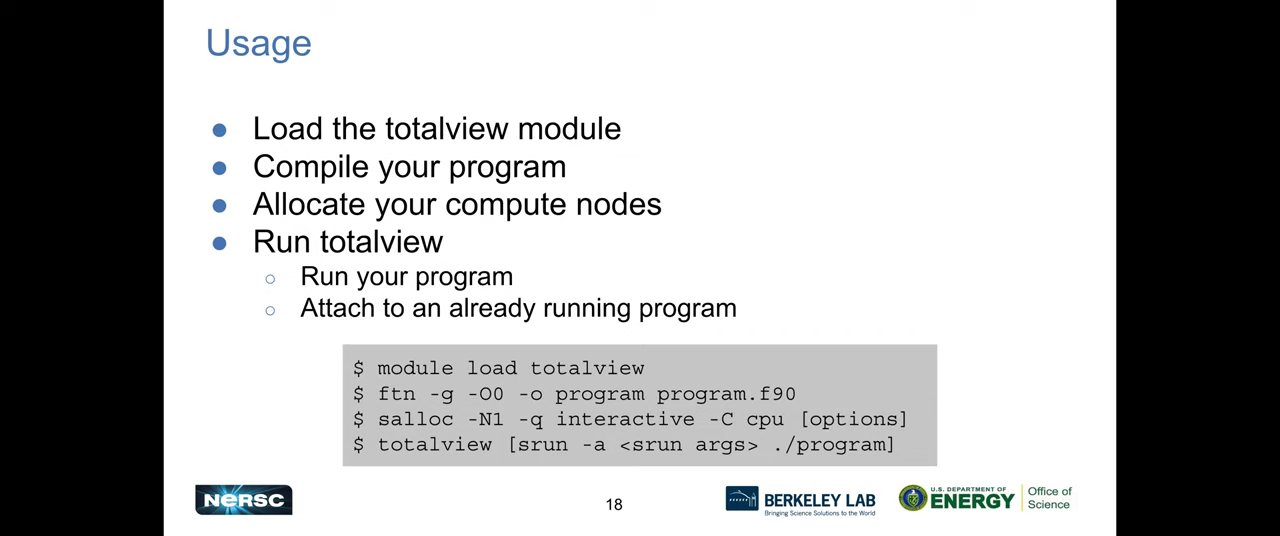 Usage
● Load the totalview module
● Compile your program
● Allocate your compute nodes
● Run totalview
○ Run your program
○ Attach to an already running program
$ module load totalview
$ ftn -g -O0 -o program program.f90
$ salloc -N1 -q interactive -C cpu [options]
$ totalview [srun -a <srun args> ./program]
NERSC
18
BERKELEY LAB
Bringing Science Solutions to the World
U.S. DEPARTMENT OF
ENERGY
Office of
Science